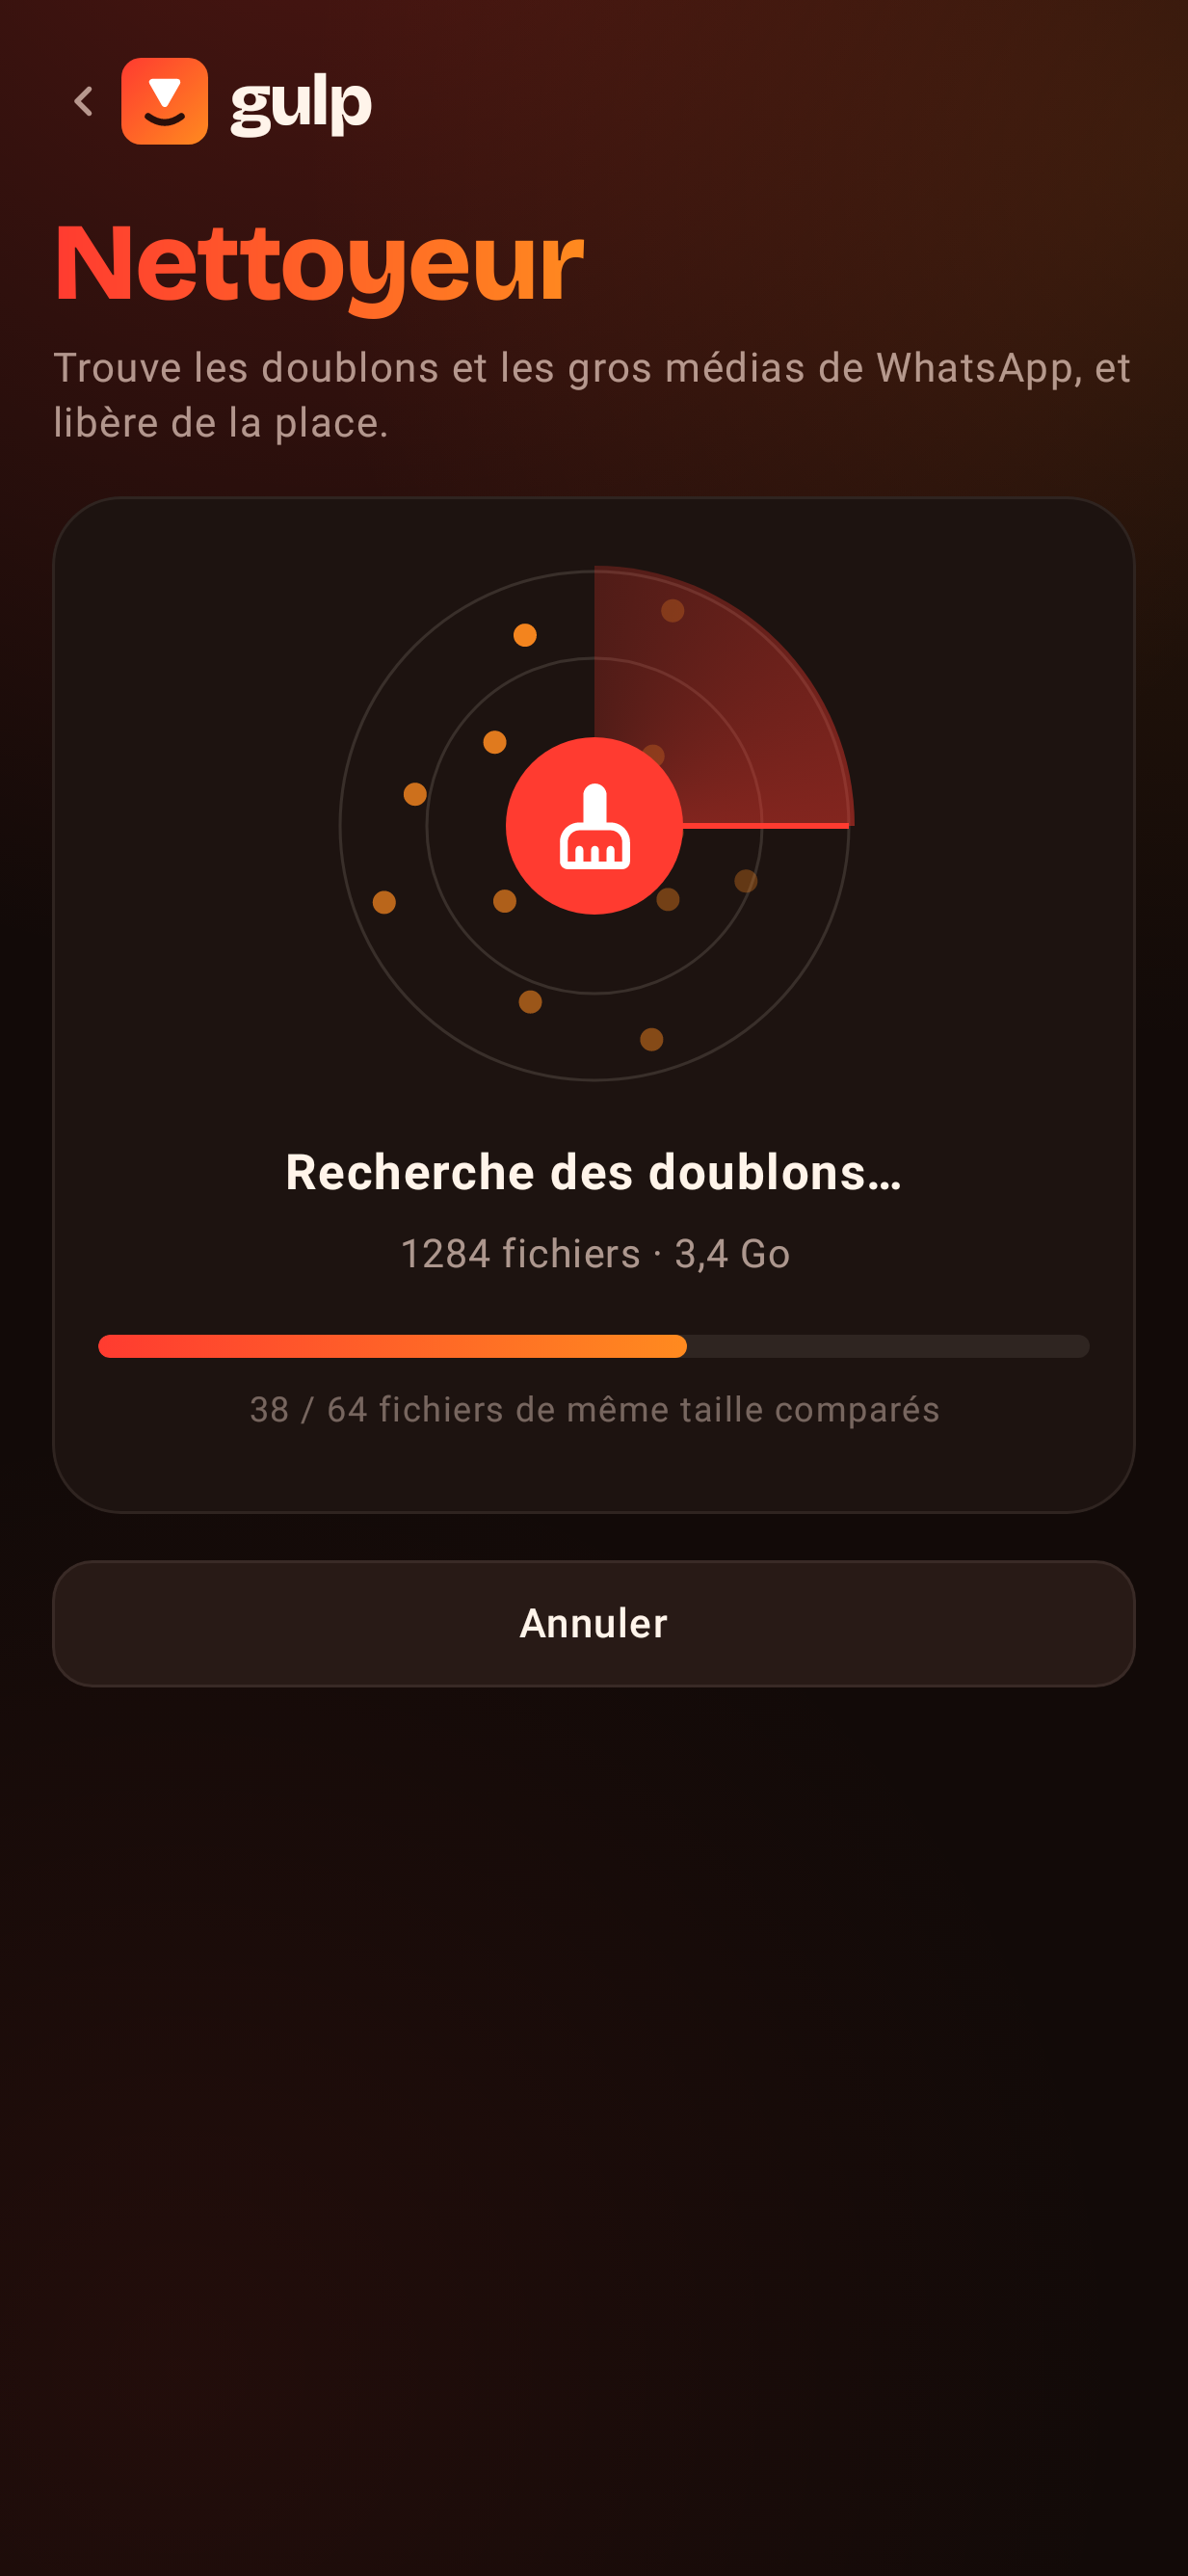 gulp
Nettoyeur
Trouve les doublons et les gros médias de WhatsApp, et
libère de la place.
Recherche des doublons…
1284 fichiers · 3,4 Go
38 / 64 fichiers de même taille comparés
Annuler